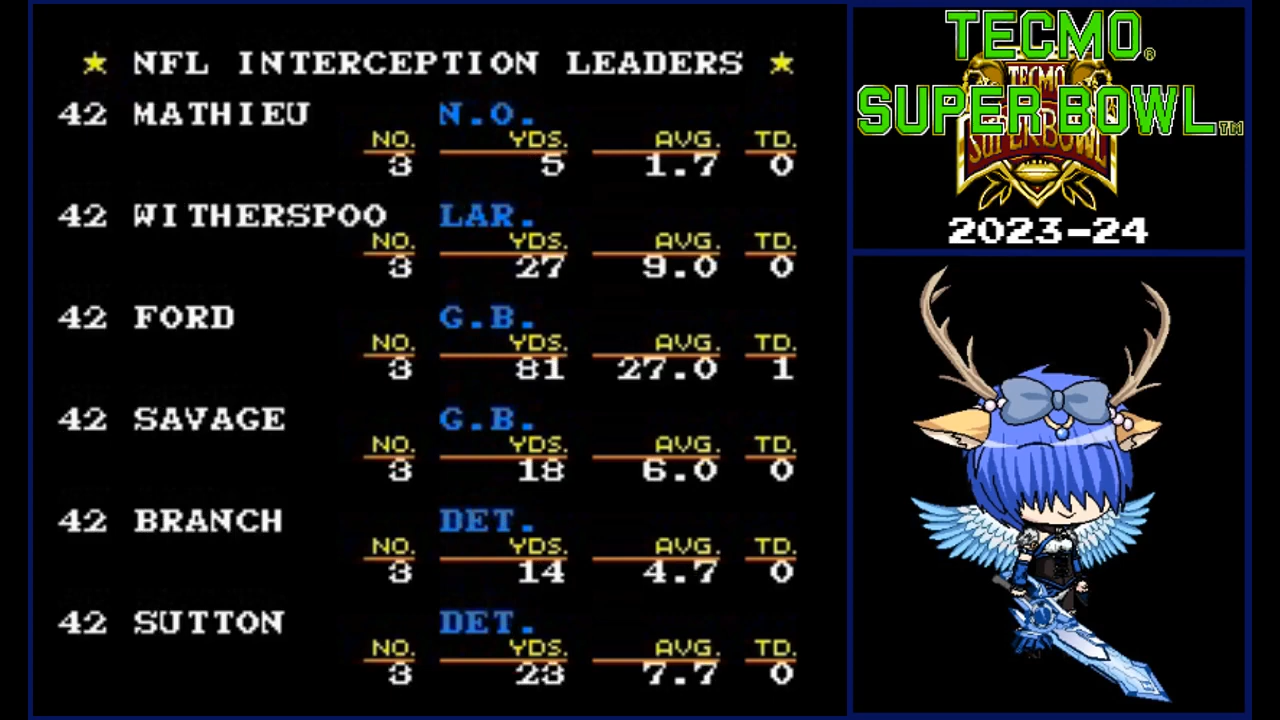 ★ NFL INTERCEPTION LEADERS ★
42 MATHIEU N.O.
NO. YDS. AVG. TD.
3 5 1.7 0
42 WITHERSPOO LAR.
NO. YDS. AVG. TD.
3 27 9.0 0
42 FORD G.B.
NO. YDS. AVG. TD.
3 81 27.0 1
42 SAVAGE G.B.
NO. YDS. AVG. TD.
3 18 6.0 0
42 BRANCH DET.
NO. YDS. AVG. TD.
3 14 4.7 0
42 SUTTON DET.
NO. YDS. AVG. TD.
3 23 7.7 0
TECMO®
TECMO
SUPER BOWL™
SUPER BOWL
2023-24